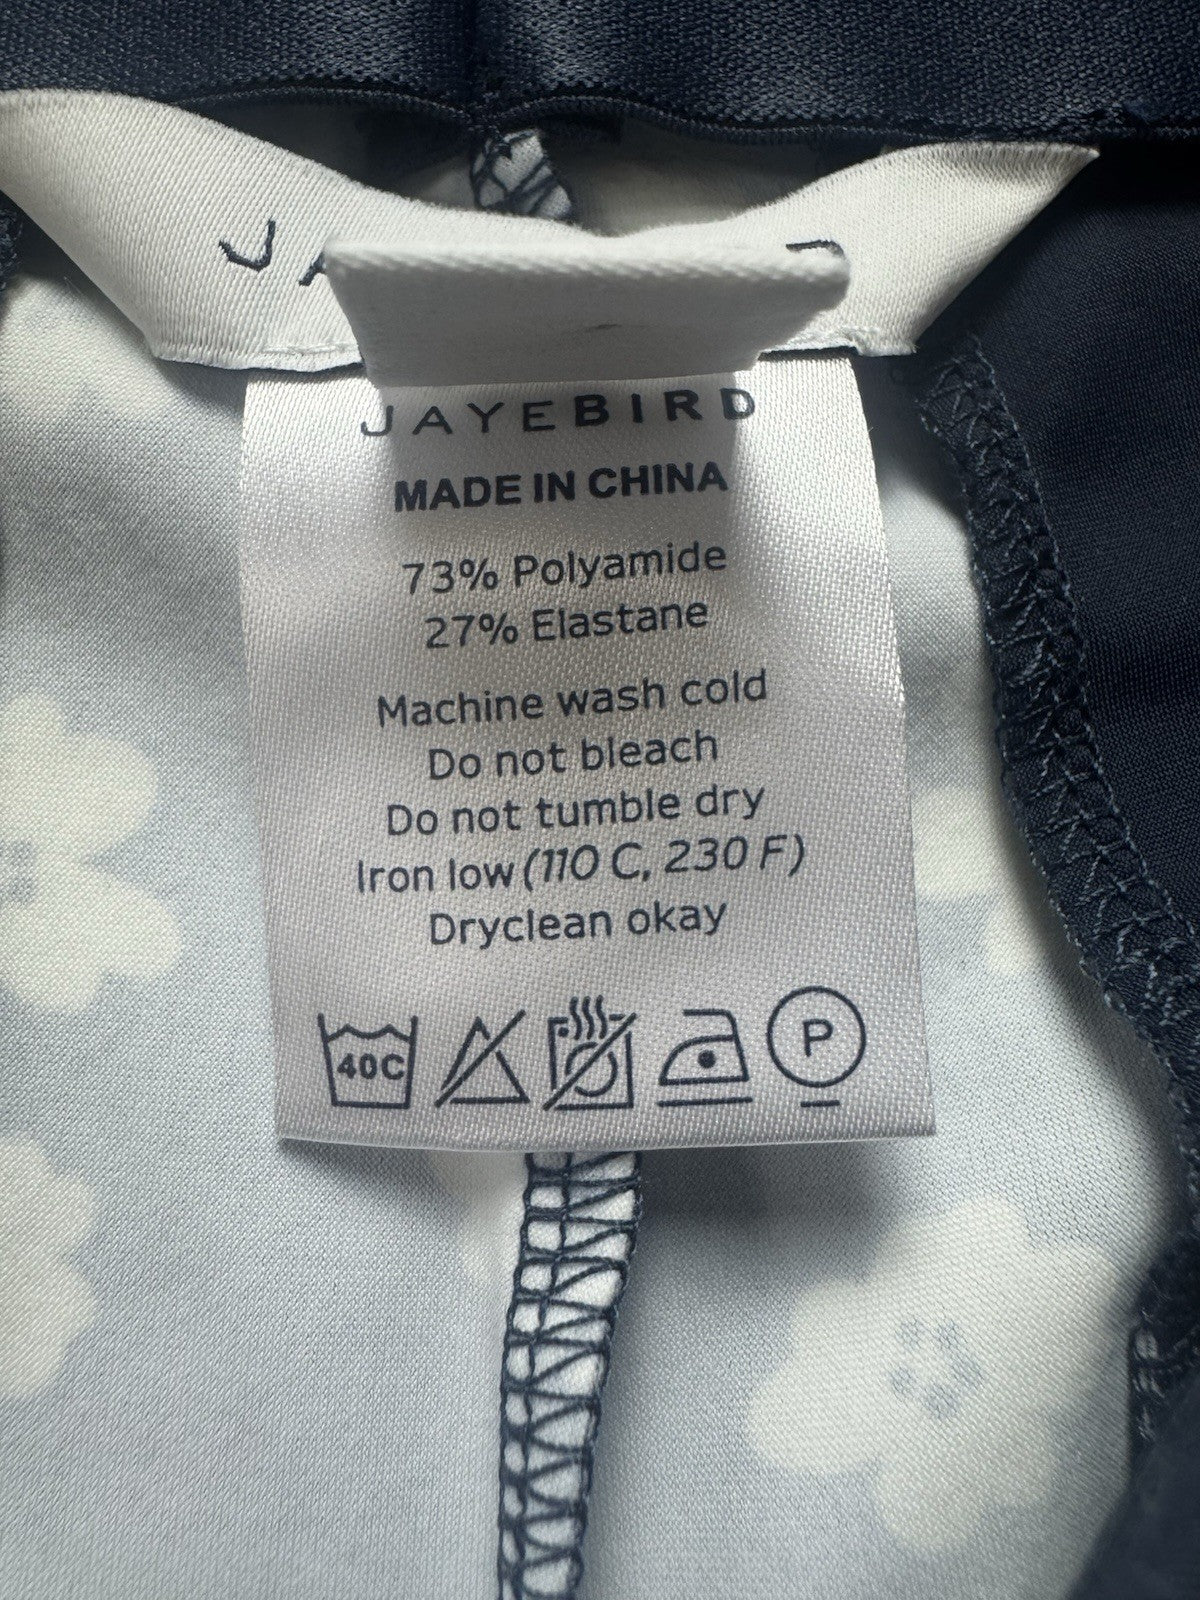 JAYEBIRD
MADE IN CHINA
73% Polyamide
27% Elastane
Machine wash cold
Do not bleach
Do not tumble dry
Iron low (110 C, 230 F)
Dryclean okay
40C
P